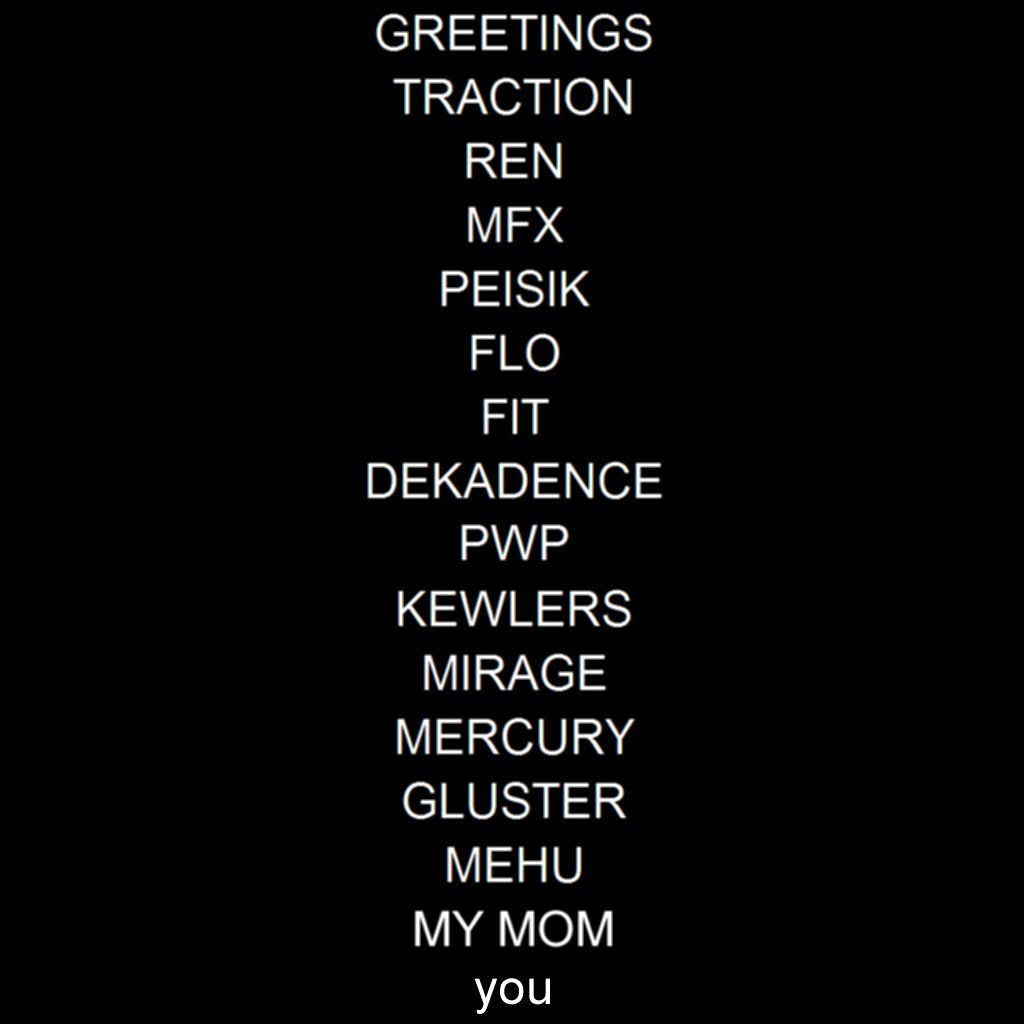 GREETINGS
TRACTION
REN
MFX
PEISIK
FLO
FIT
DEKADENCE
PWP
KEWLERS
MIRAGE
MERCURY
GLUSTER
MEHU
MY MOM
you